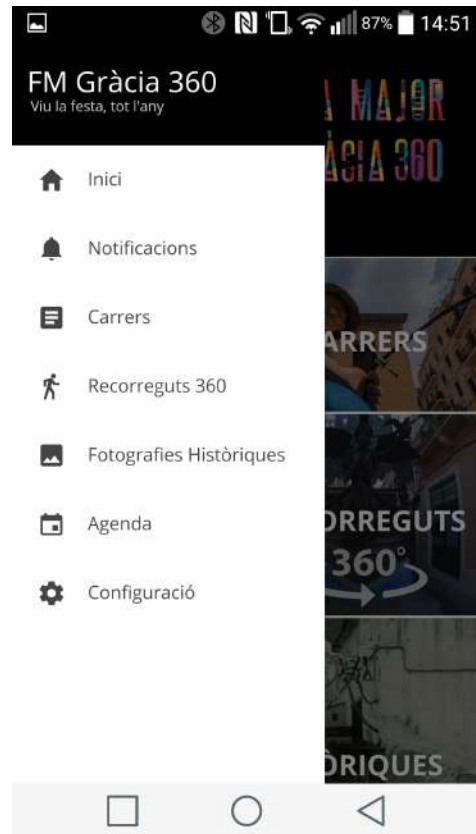 87% 14:51
FM Gràcia 360
Viu la festa, tot l'any
MAJOR
ÀCIA 360
Inici
Notificacions
Carrers
ARRERS
Recorreguts 360
Fotografies Històriques
Agenda
ORREGUTS
360°
Configuració
ÒRIQUES